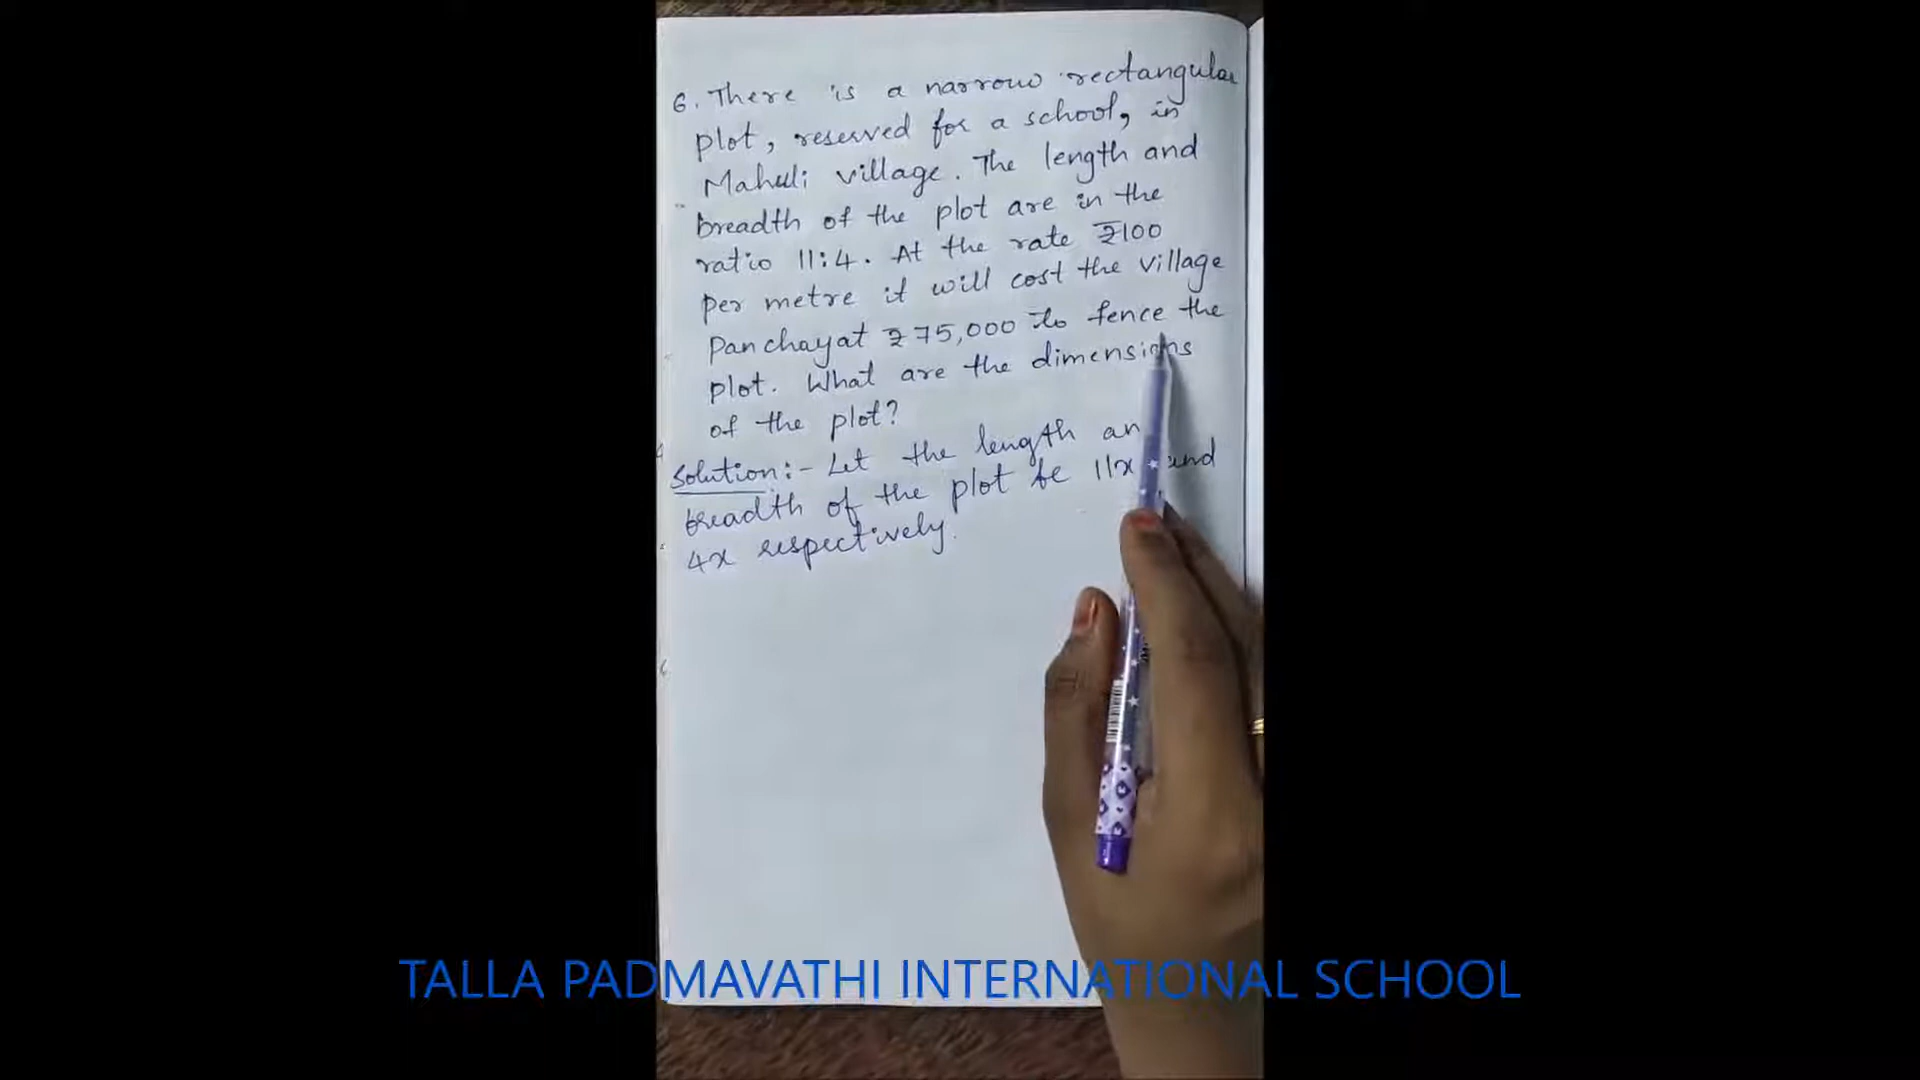 6. There is a narrow rectangular
plot, reserved for a school, in
Mahuli village. The length and
breadth of the plot are in the
ratio 11:4. At the rate ₹100
per metre it will cost the village
Panchayat ₹75,000 to fence the
plot. What are the dimensions
of the plot?
Solution:- Let the length an
breadth of the plot be 11x and
4x respectively.
TALLA PADMAVATHI INTERNATIONAL SCHOOL